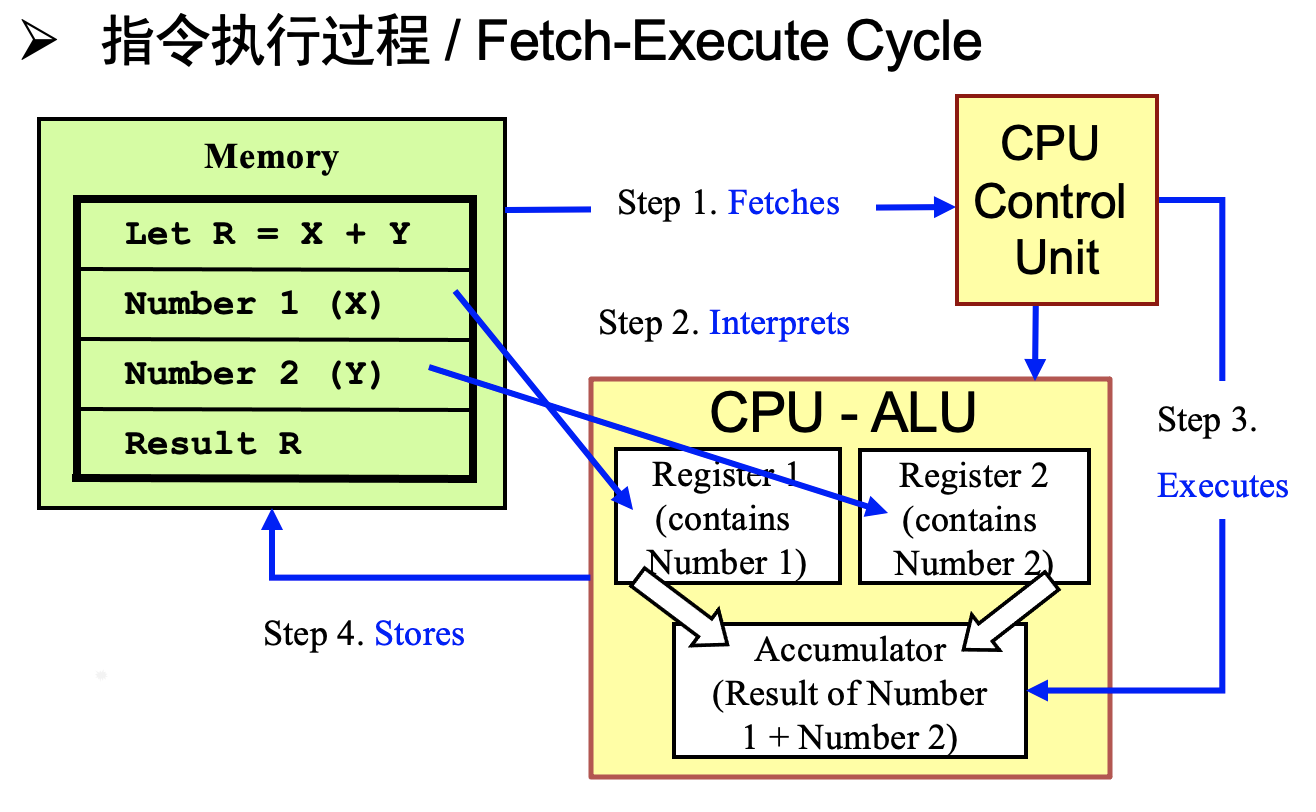 指令执行过程 / Fetch-Execute Cycle
Memory
Let R = X + Y
Number 1 (X)
Number 2 (Y)
Result R
Step 1. Fetches
CPU
Control
Unit
Step 2. Interprets
CPU - ALU
Register 1
(contains
Number 1)
Register 2
(contains
Number 2)
Step 3.
Executes
Accumulator
(Result of Number
1 + Number 2)
Step 4. Stores